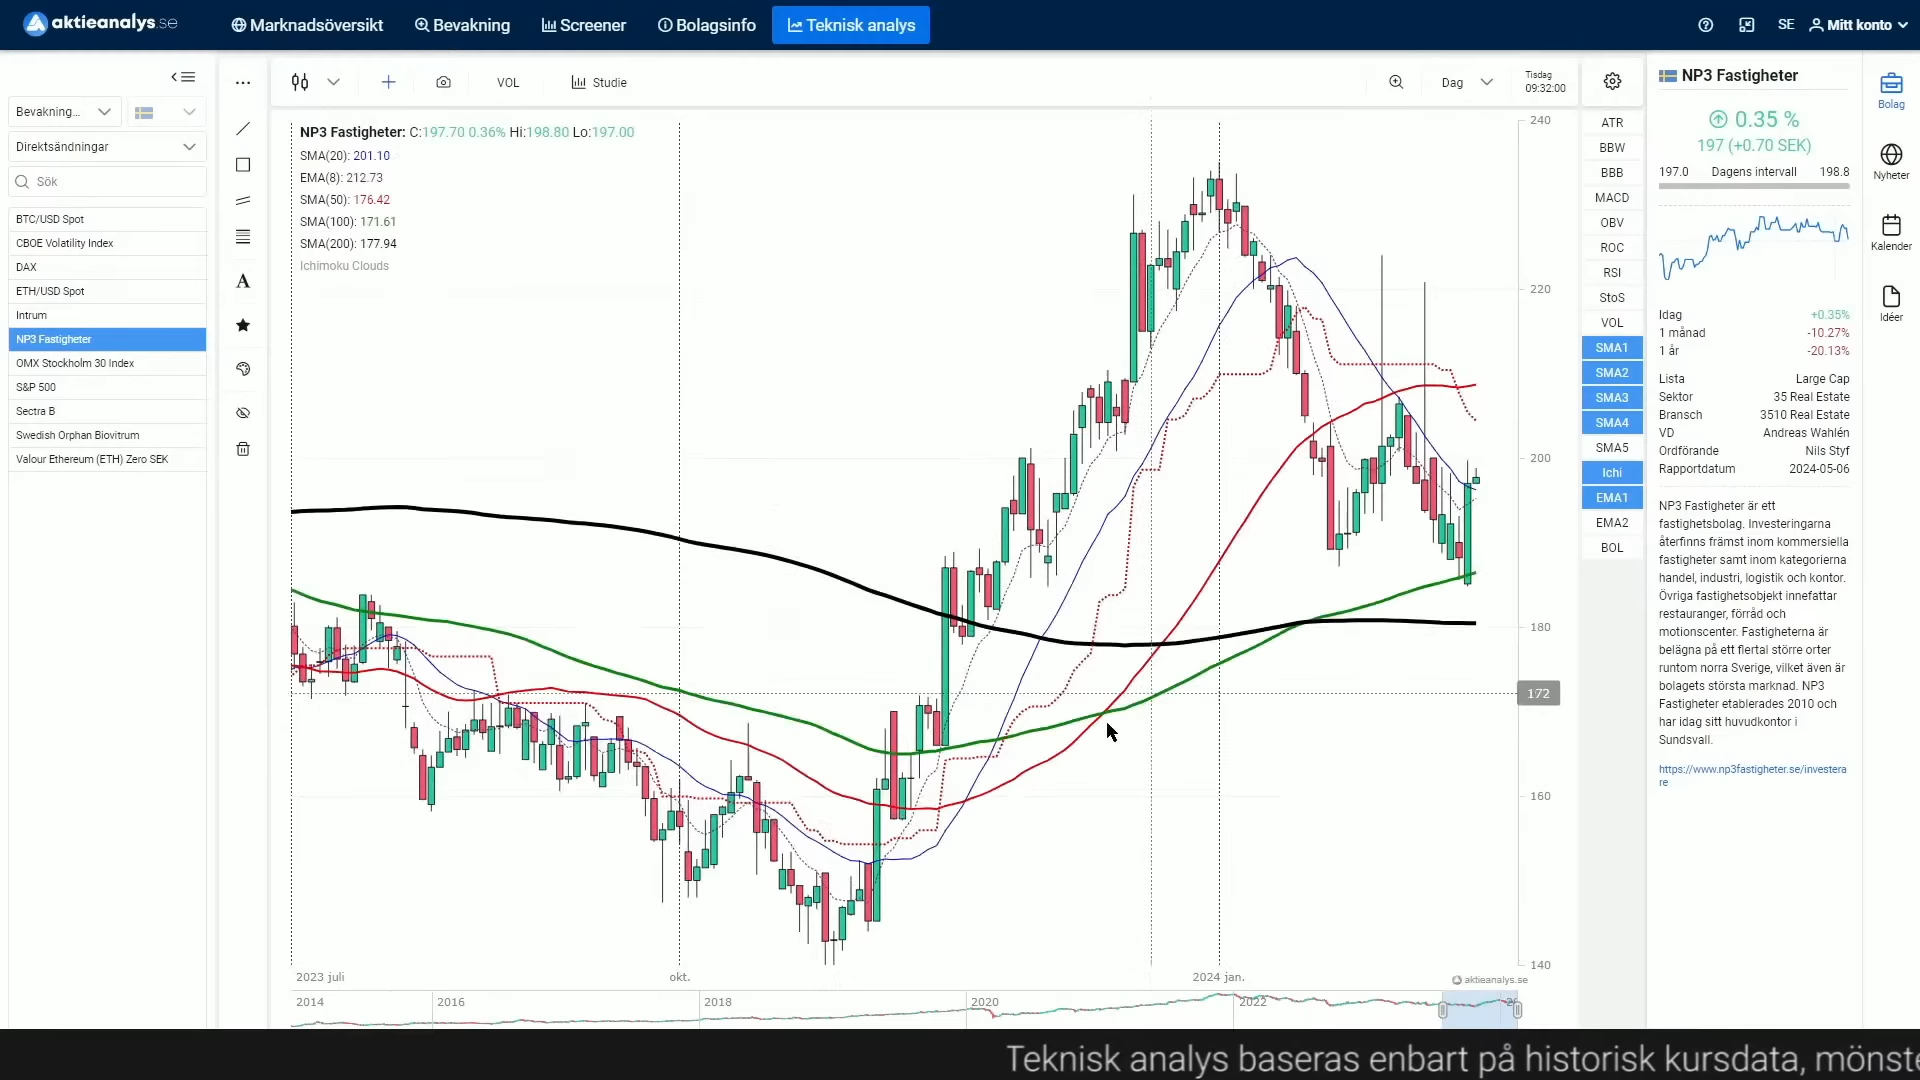 aktieanalys.se
Marknadsöversikt
Bevakning
Screener
Bolagsinfo
Teknisk analys
SE
Mitt konto
Bevakning...
Direktsändningar
Sök
BTC/USD Spot
CBOE Volatility Index
DAX
ETH/USD Spot
Intrum
NP3 Fastigheter
OMX Stockholm 30 Index
S&P 500
Sectra B
Swedish Orphan Biovitrum
Valour Ethereum (ETH) Zero SEK
A
VOL
Studie
Dag
Tisdag
09:32:00
NP3 Fastigheter: C:197.70 0.36% Hi:198.80 Lo:197.00
SMA(20): 201.10
EMA(8): 212.73
SMA(50): 176.42
SMA(100): 171.61
SMA(200): 177.94
Ichimoku Clouds
240
220
200
180
172
160
140
2023 juli
okt.
2024 jan.
aktieanalys.se
2014
2016
2018
2020
2022
ATR
BBW
BBB
MACD
OBV
ROC
RSI
StoS
VOL
SMA1
SMA2
SMA3
SMA4
SMA5
Ichi
EMA1
EMA2
BOL
NP3 Fastigheter
0.35 %
197 (+0.70 SEK)
197.0 Dagens intervall 198.8
Idag +0.35%
1 månad -10.27%
1 år -20.13%
Lista Large Cap
Sektor 35 Real Estate
Bransch 3510 Real Estate
VD Andreas Wahlén
Ordförande Nils Styf
Rapportdatum 2024-05-06
NP3 Fastigheter är ett
fastighetsbolag. Investeringarna
återfinns främst inom kommersiella
fastigheter samt inom kategorierna
handel, industri, logistik och kontor.
Övriga fastighetsobjekt innefattar
restauranger, förråd och
motionscenter. Fastigheterna är
belägna på ett flertal större orter
runtom norra Sverige, vilket även är
bolagets största marknad. NP3
Fastigheter etablerades 2010 och
har idag sitt huvudkontor i
Sundsvall.
https://www.np3fastigheter.se/investera
re
Bolag
Nyheter
Kalender
Idéer
Teknisk analys baseras enbart på historisk kursdata, mönste